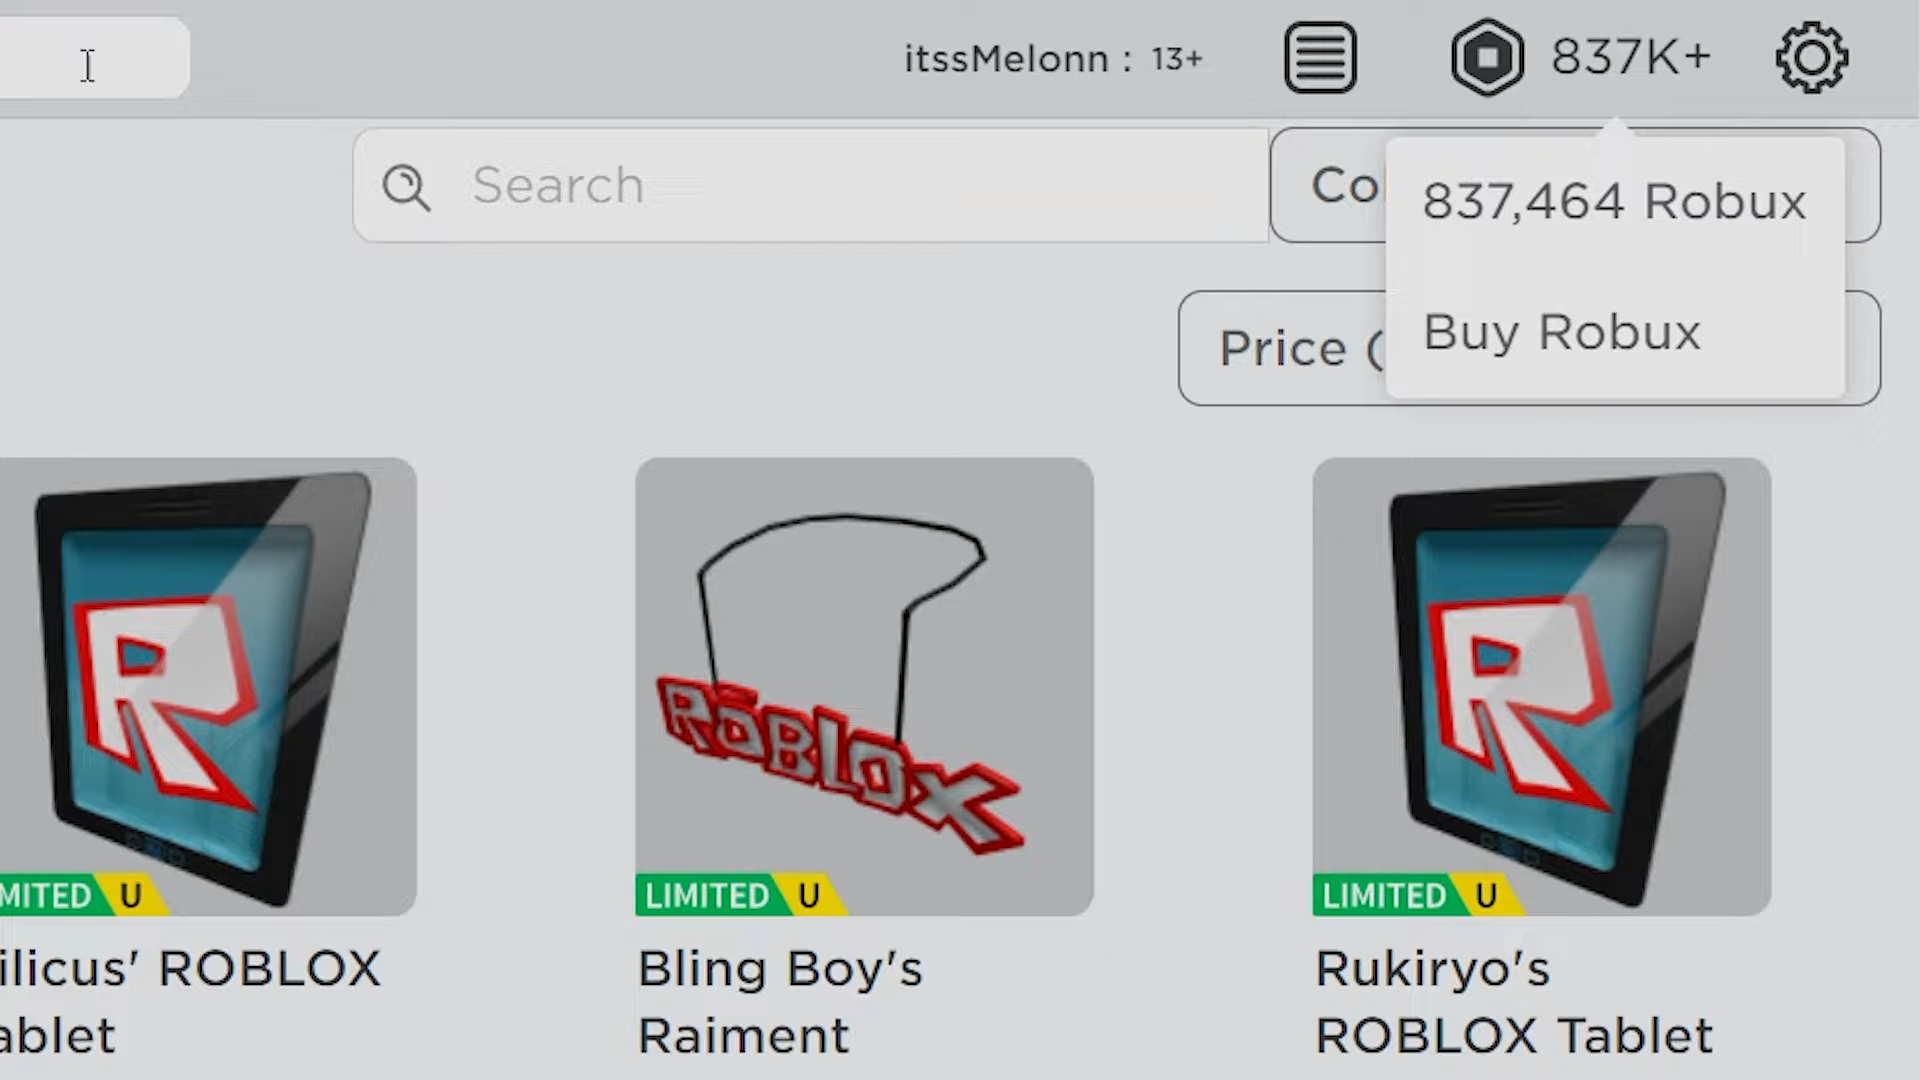 itssMelonn : 13+
837K+
Search
Co
837,464 Robux
Price (
Buy Robux
R
ROBLOX
R
MITED U
LIMITED U
LIMITED U
ilicus' ROBLOX
ablet
Bling Boy's
Raiment
Rukiryo's
ROBLOX Tablet